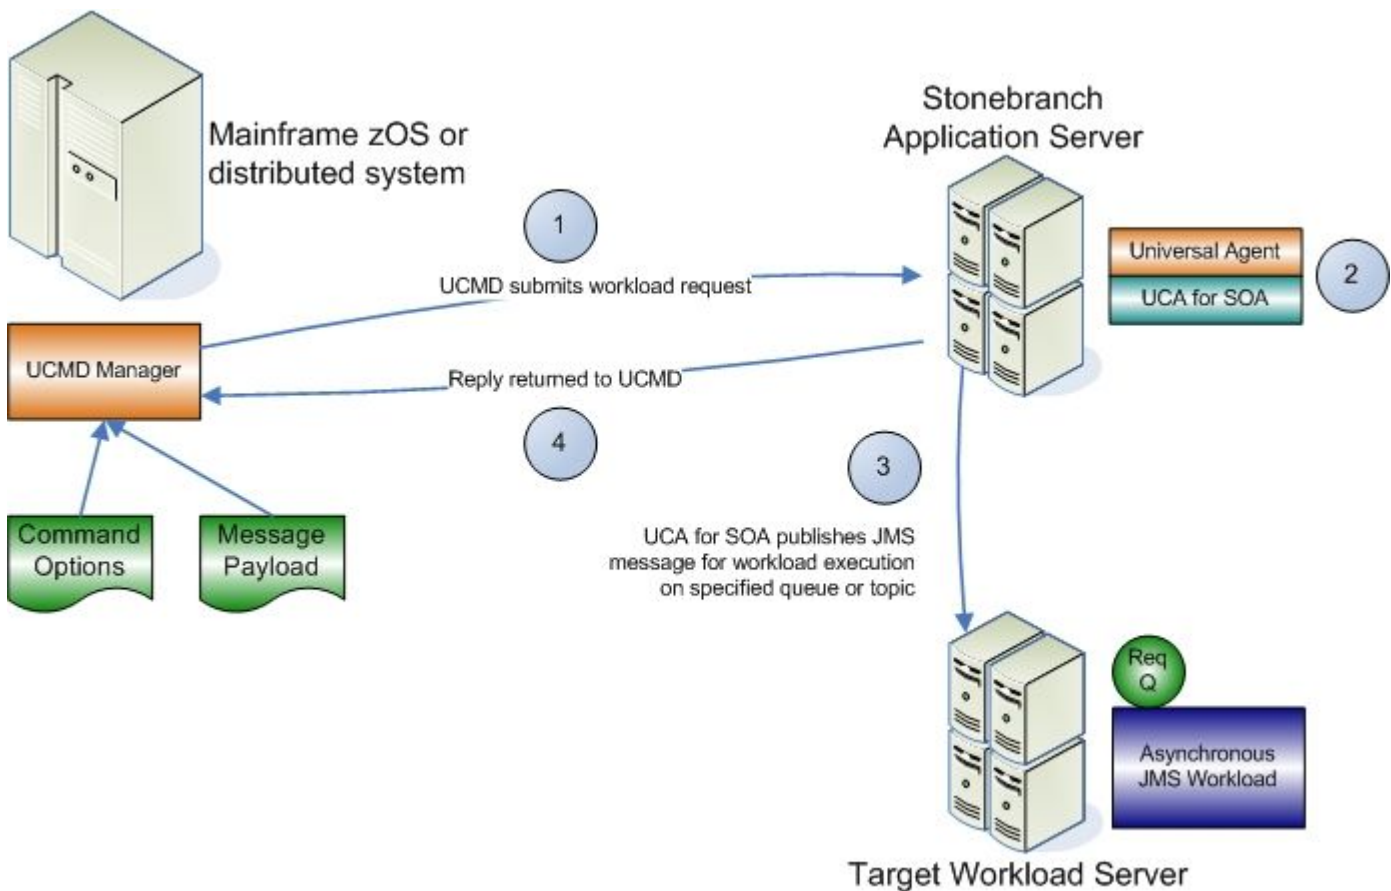 Mainframe zOS or
distributed system
Stonebranch
Application Server
1
UCMD submits workload request
Universal Agent
UCA for SOA
2
UCMD Manager
Reply returned to UCMD
4
3
Command
Options
Message
Payload
UCA for SOA publishes JMS
message for workload execution
on specified queue or topic
Req
Q
Asynchronous
JMS Workload
Target Workload Server